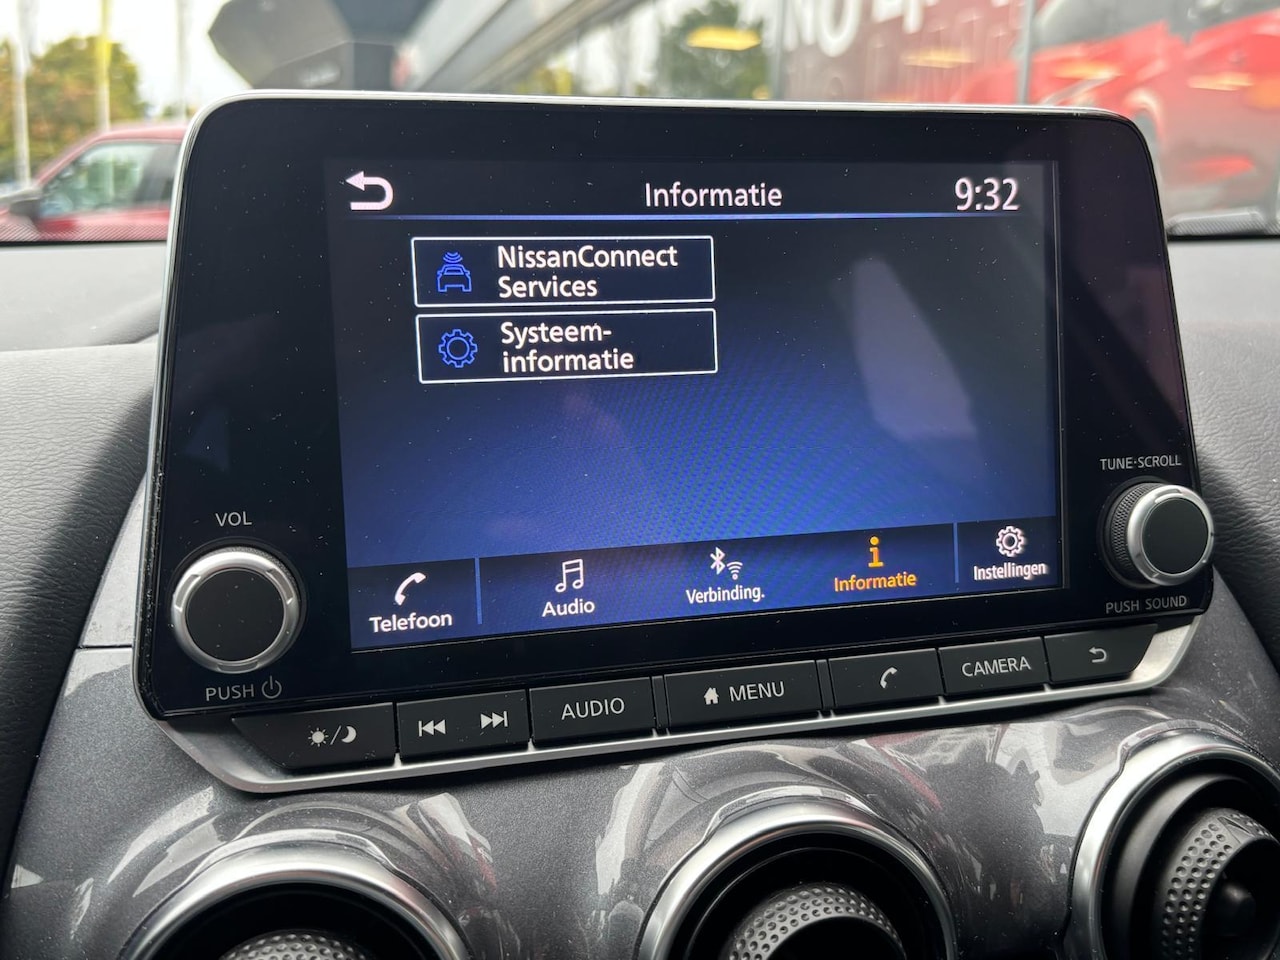 Informatie
9:32
NissanConnect
Services
Systeem-
informatie
TUNE·SCROLL
VOL
Telefoon
Audio
Verbinding.
Informatie
Instellingen
PUSH SOUND
PUSH
AUDIO
MENU
CAMERA